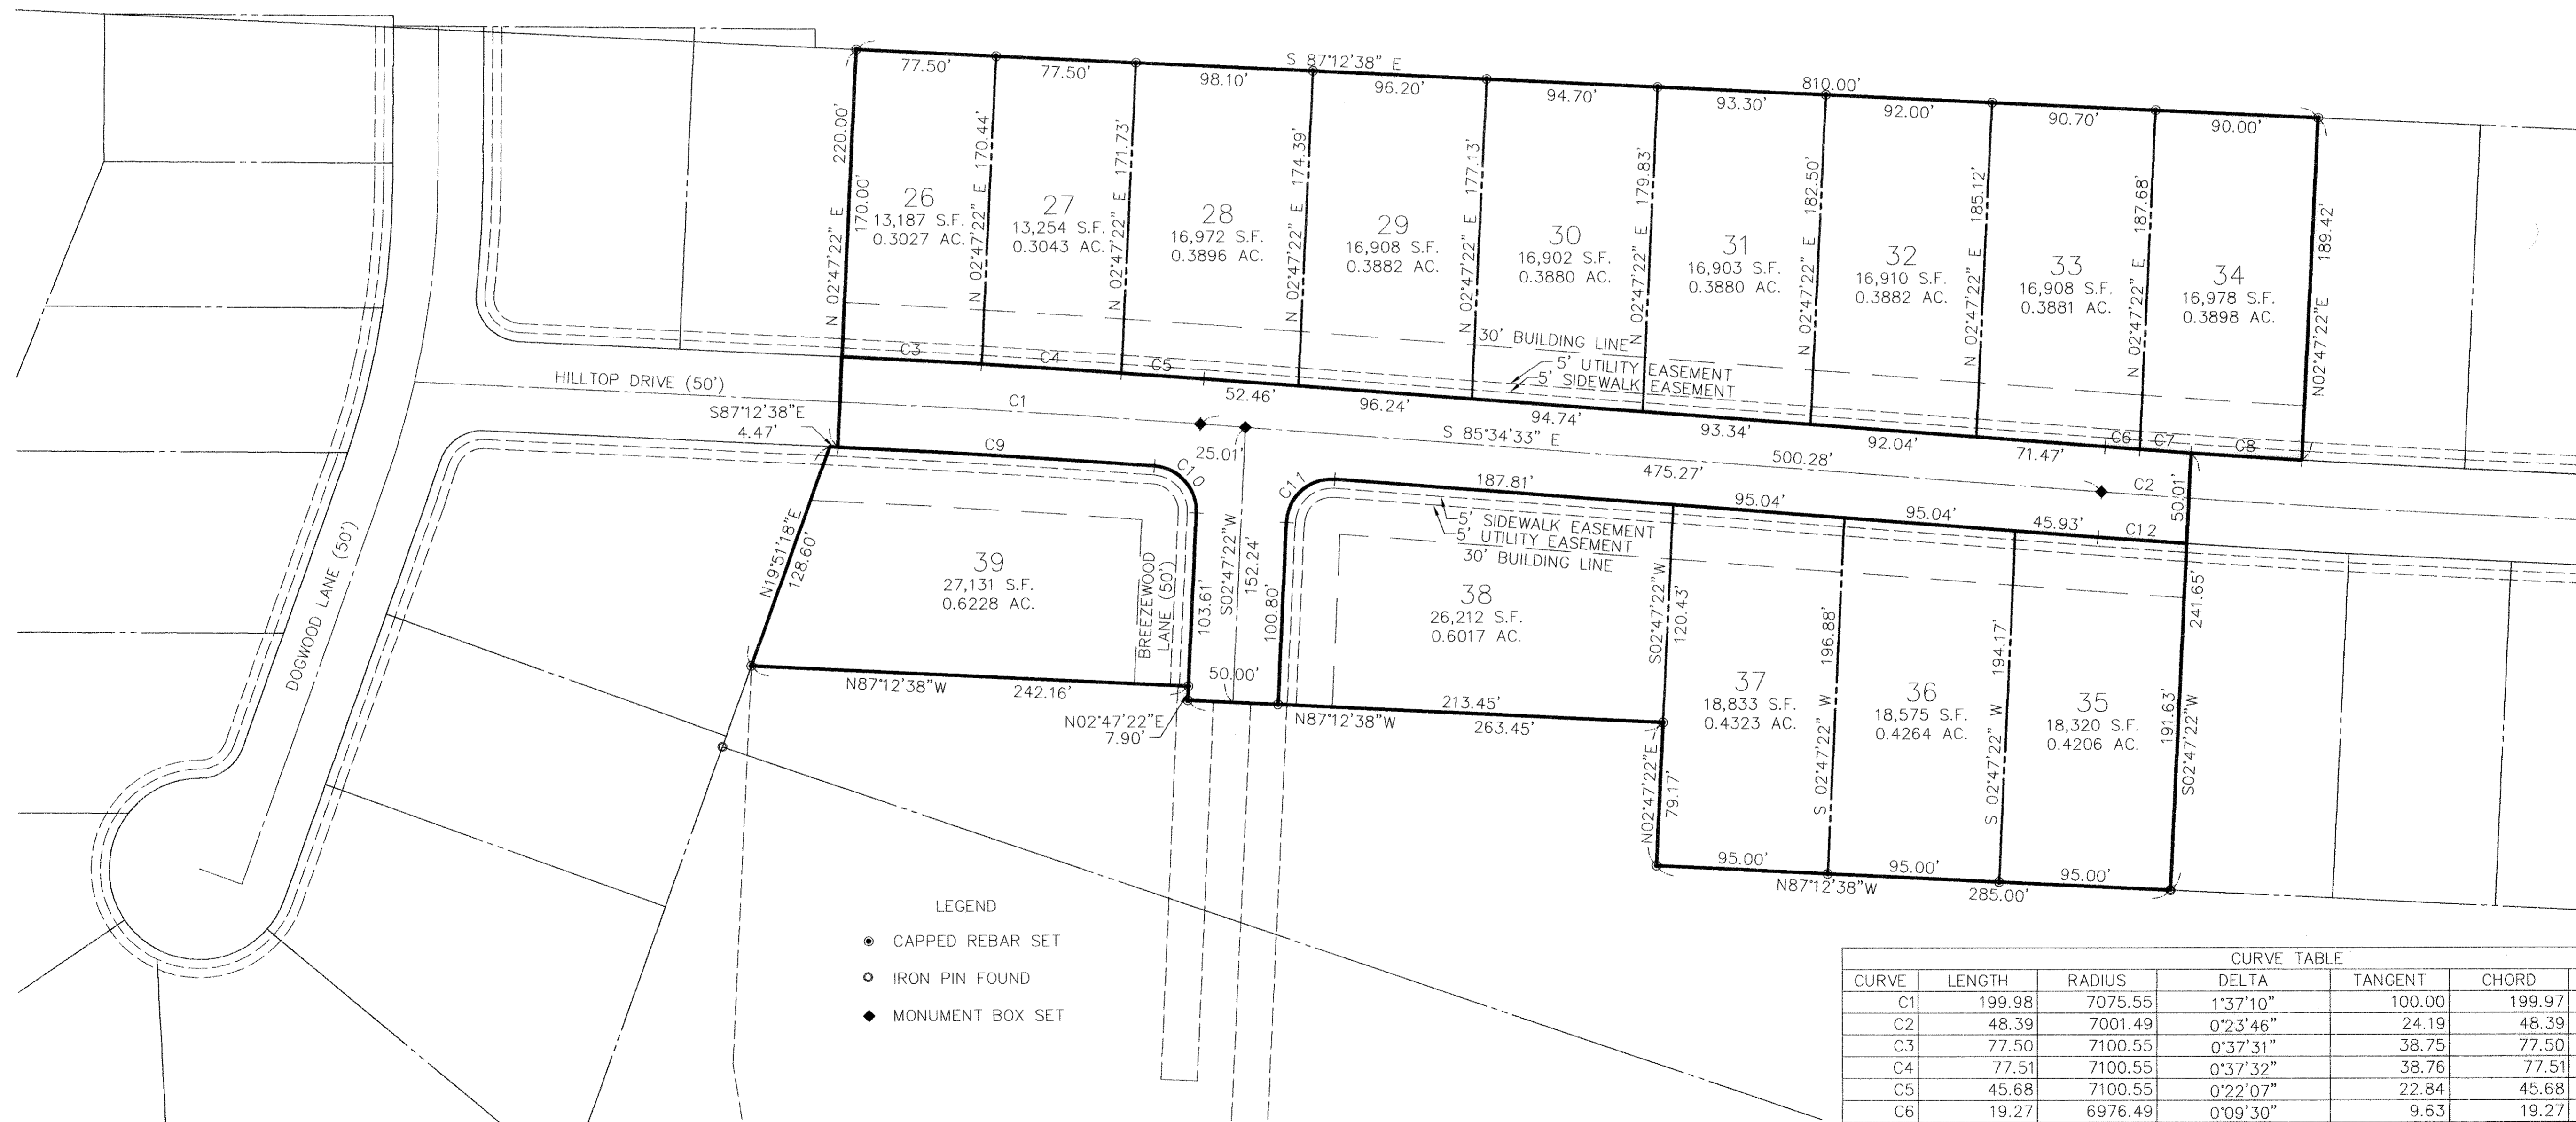 S 87°12'38" E
810.00'
77.50'
77.50'
98.10'
96.20'
94.70'
93.30'
92.00'
90.70'
90.00'
220.00'
N 02°47'22" E
170.00'
26
13,187 S.F.
0.3027 AC.
N 02°47'22" E 170.44'
27
13,254 S.F.
0.3043 AC.
N 02°47'22" E 171.73'
28
16,972 S.F.
0.3896 AC.
N 02°47'22" E 174.39'
29
16,908 S.F.
0.3882 AC.
N 02°47'22" E 177.13'
30
16,902 S.F.
0.3880 AC.
N 02°47'22" E 179.83'
31
16,903 S.F.
0.3880 AC.
N 02°47'22" E 182.50'
32
16,910 S.F.
0.3882 AC.
N 02°47'22" E 185.12'
33
16,908 S.F.
0.3881 AC.
N 02°47'22" E 187.68'
34
16,978 S.F.
0.3898 AC.
189.42'
N02°47'22"E
30' BUILDING LINE
5' UTILITY EASEMENT
5' SIDEWALK EASEMENT
C3
C4
C5
52.46'
96.24'
94.74'
93.34'
92.04'
71.47'
C6
C7
C8
HILLTOP DRIVE (50')
C1
25.01'
S 85°34'33" E
475.27'
500.28'
C2
50.01'
S87°12'38"E
4.47'
C9
C10
C11
187.81'
95.04'
95.04'
45.93'
C12
5' SIDEWALK EASEMENT
5' UTILITY EASEMENT
30' BUILDING LINE
DOGWOOD LANE (50')
N19°51'18"E
128.60'
39
27,131 S.F.
0.6228 AC.
BREEZEWOOD
LANE (50')
103.61'
S02°47'22"W
152.24'
100.80'
38
26,212 S.F.
0.6017 AC.
S02°47'22"W
120.43'
37
18,833 S.F.
0.4323 AC.
196.88'
S 02°47'22" W
36
18,575 S.F.
0.4264 AC.
194.17'
S 02°47'22" W
35
18,320 S.F.
0.4206 AC.
241.65'
191.63'
S02°47'22"W
N87°12'38"W
242.16'
50.00'
N02°47'22"E
7.90'
213.45'
N87°12'38"W
263.45'
N02°47'22"E
79.17'
95.00'
95.00'
95.00'
N87°12'38"W
285.00'
LEGEND
CAPPED REBAR SET
IRON PIN FOUND
MONUMENT BOX SET
CURVE TABLE
CURVE LENGTH RADIUS DELTA TANGENT CHORD
C1 199.98 7075.55 1°37'10" 100.00 199.97
C2 48.39 7001.49 0°23'46" 24.19 48.39
C3 77.50 7100.55 0°37'31" 38.75 77.50
C4 77.51 7100.55 0°37'32" 38.76 77.51
C5 45.68 7100.55 0°22'07" 22.84 45.68
C6 19.27 6976.49 0°09'30" 9.63 19.27